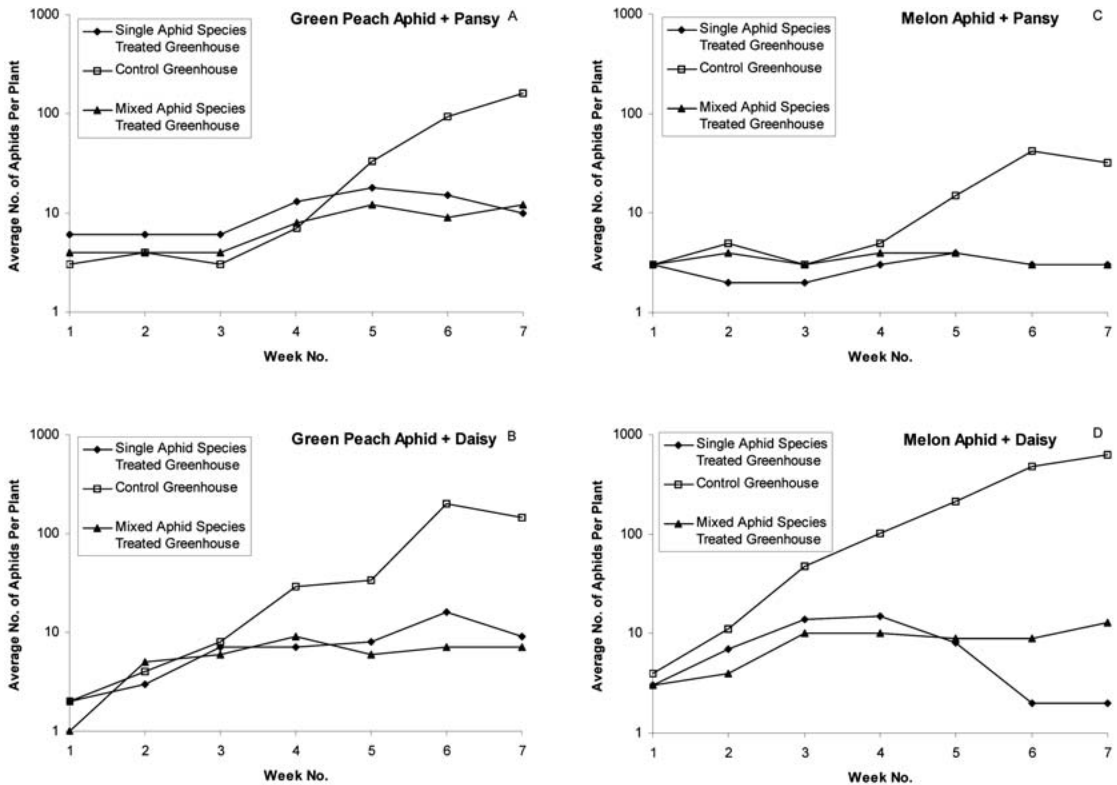 Green Peach Aphid + Pansy
A
1000
100
10
1
Average No. of Aphids Per Plant
Single Aphid Species
Treated Greenhouse
Control Greenhouse
Mixed Aphid Species
Treated Greenhouse
1 2 3 4 5 6 7
Week No.
Melon Aphid + Pansy
C
1000
100
10
1
Average No. of Aphids Per Plant
Single Aphid Species
Treated Greenhouse
Control Greenhouse
Mixed Aphid Species
Treated Greenhouse
1 2 3 4 5 6 7
Week No.
Green Peach Aphid + Daisy
B
1000
100
10
1
Average No. of Aphids Per Plant
Single Aphid Species
Treated Greenhouse
Control Greenhouse
Mixed Aphid Species
Treated Greenhouse
1 2 3 4 5 6 7
Week No.
Melon Aphid + Daisy
D
1000
100
10
1
Average No. of Aphids Per Plant
Single Aphid Species
Treated Greenhouse
Control Greenhouse
Mixed Aphid Species
Treated Greenhouse
1 2 3 4 5 6 7
Week No.